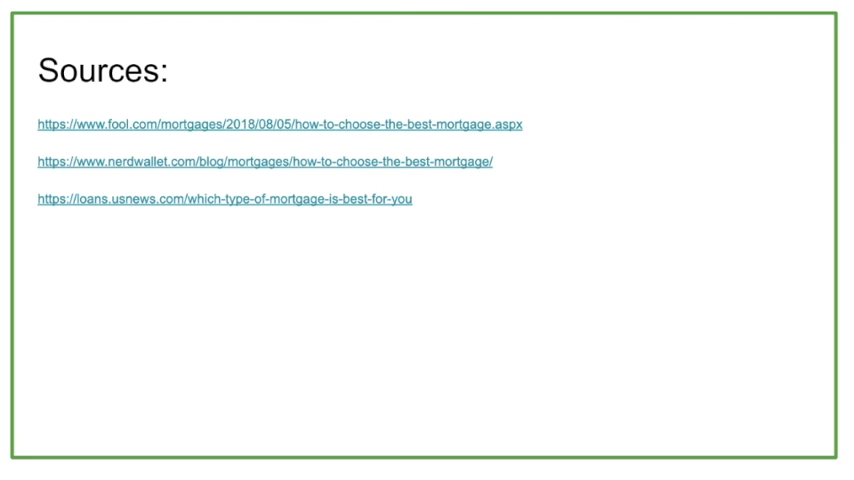 Sources:
https://www.fool.com/mortgages/2018/08/05/how-to-choose-the-best-mortgage.aspx
https://www.nerdwallet.com/blog/mortgages/how-to-choose-the-best-mortgage/
https://loans.usnews.com/which-type-of-mortgage-is-best-for-you